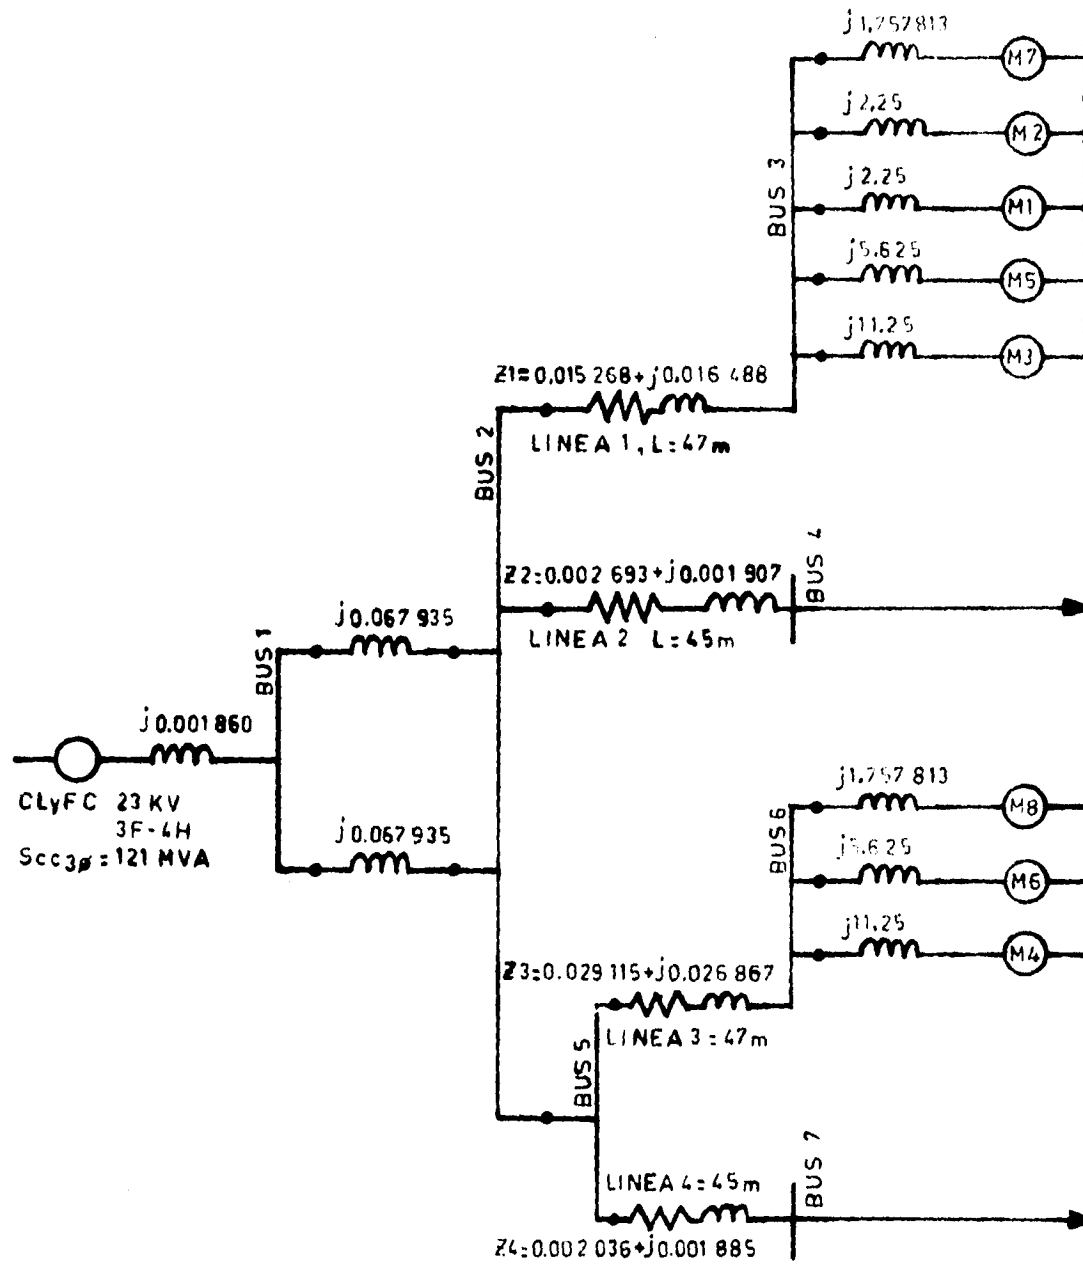 j1,257813
M7
j2,25
M2
BUS 3
j2,25
M1
j5.625
M5
j11.25
M3
Z1=0.015 268+j0.016 488
LINEA 1, L=47m
BUS 2
Z2=0.002 693+j0.001 907
LINEA 2 L=45m
BUS 4
j0.067 935
BUS 1
j0.001 860
CLyFC 23 KV
3F-4H
Scc3ø=121 MVA
j0.067 935
j1,257 813
M8
BUS 6
j5.625
M6
j11.25
M4
Z3=0.029 115+j0.026 867
LINEA 3=47m
BUS 5
LINEA 4=45m
BUS 7
Z4=0.002 036+j0.001 885